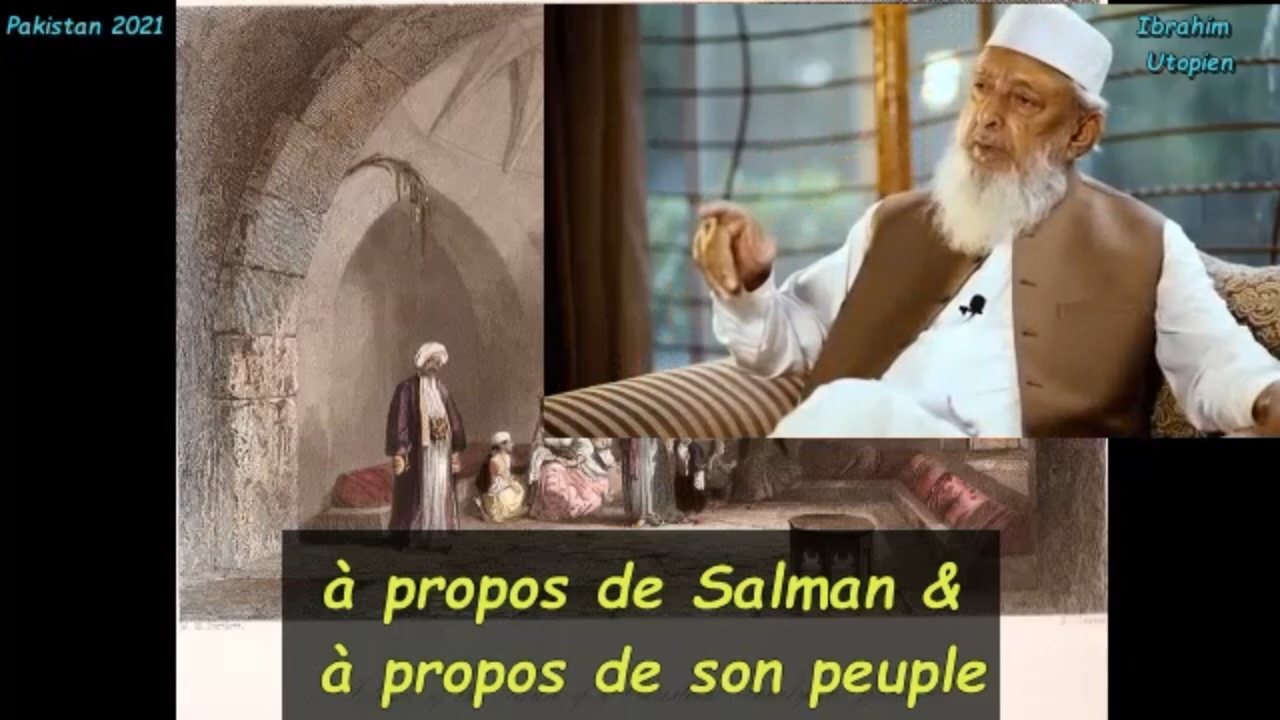 Pakistan 2021
Ibrahim
Utopien
à propos de Salman &
à propos de son peuple